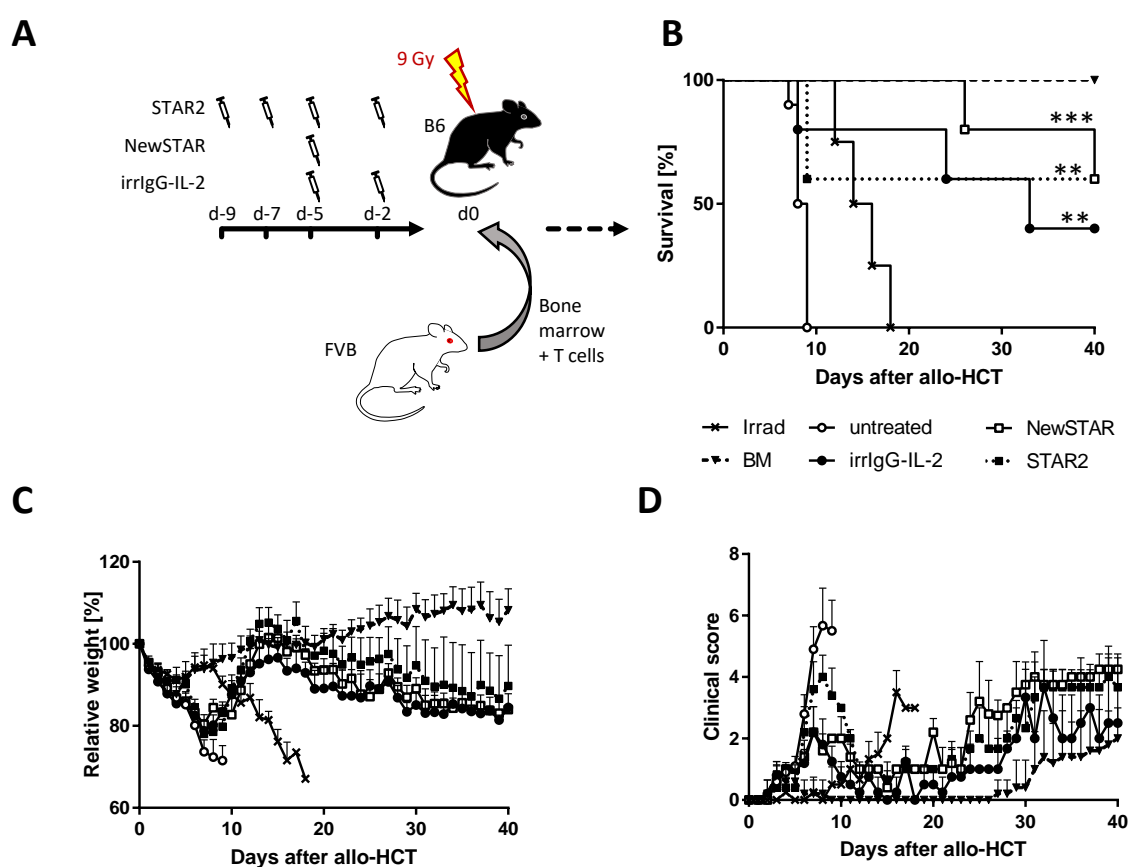 A
9 Gy
STAR2
B6
NewSTAR
irrIgG-IL-2
d-9 d-7 d-5 d-2 d0
Bone
marrow
+ T cells
FVB
B
100
50
0
Survival [%]
***
**
**
0 10 20 30 40
Days after allo-HCT
Irrad untreated NewSTAR
BM irrIgG-IL-2 STAR2
C
120
100
80
60
Relative weight [%]
0 10 20 30 40
Days after allo-HCT
D
8
6
4
2
0
Clinical score
0 10 20 30 40
Days after allo-HCT